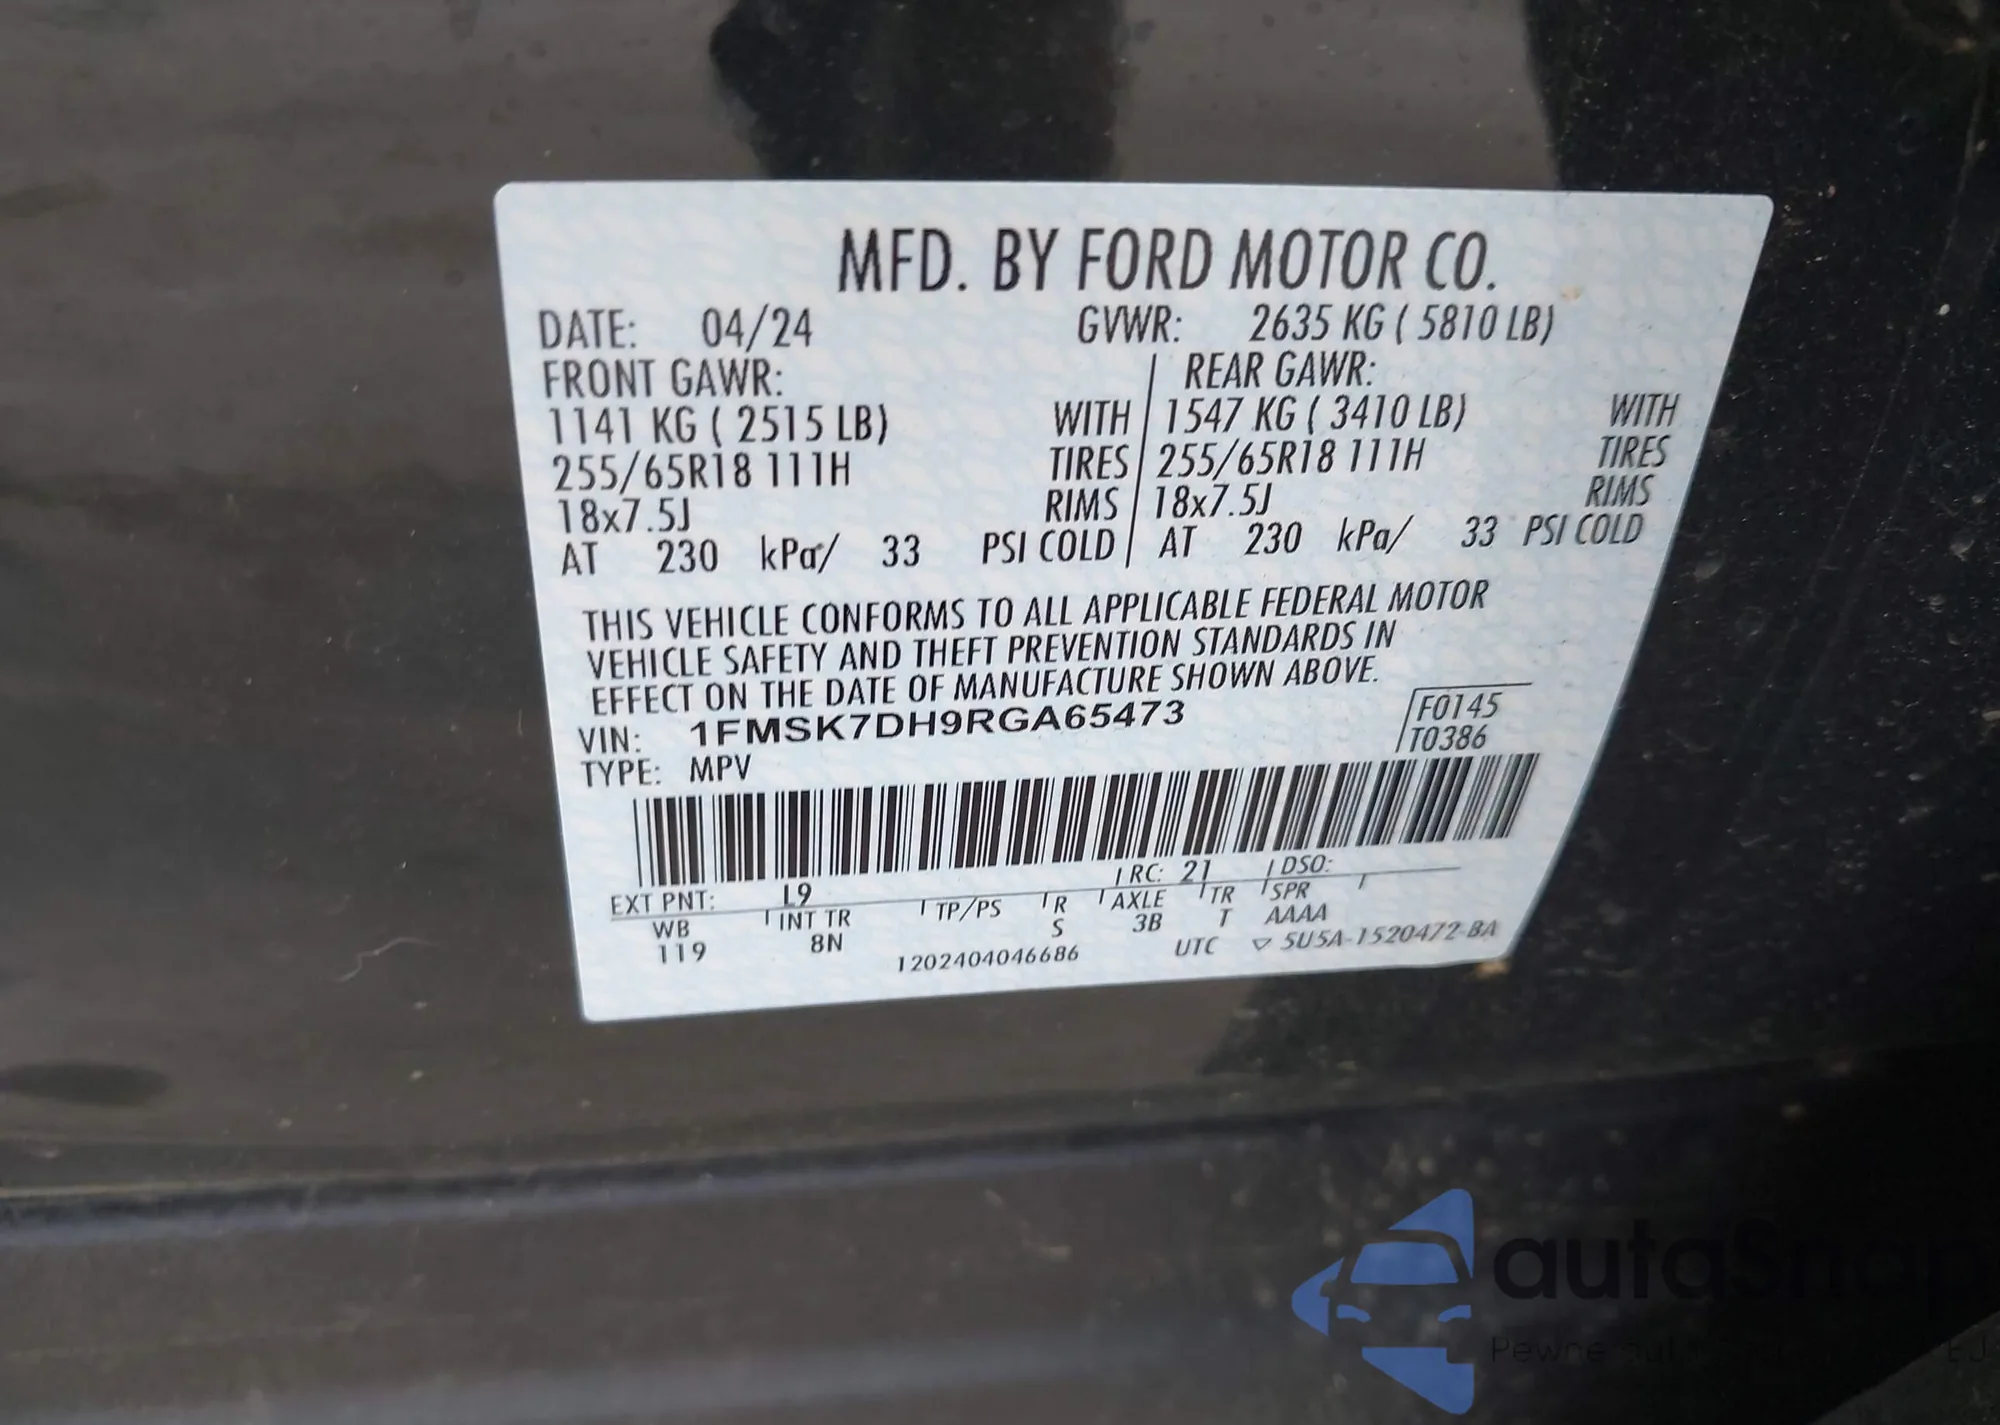 MFD. BY FORD MOTOR CO.
DATE: 04/24 GVWR: 2635 KG ( 5810 LB)
FRONT GAWR: REAR GAWR:
1141 KG ( 2515 LB) WITH 1547 KG ( 3410 LB) WITH
255/65R18 111H TIRES 255/65R18 111H TIRES
18x7.5J RIMS 18x7.5J RIMS
AT 230 kPa/ 33 PSI COLD AT 230 kPa/ 33 PSI COLD
THIS VEHICLE CONFORMS TO ALL APPLICABLE FEDERAL MOTOR
VEHICLE SAFETY AND THEFT PREVENTION STANDARDS IN
EFFECT ON THE DATE OF MANUFACTURE SHOWN ABOVE.
VIN: 1FMSK7DH9RGA65473 F0145
TYPE: MPV T0386
EXT PNT: L9 RC: 21 DSO:
WB INT TR TP/PS R AXLE TR SPR
119 8N S 3B T AAAA
1202404046686 UTC ▽ 5U5A-1520472-BA
autoSnap
Pewne